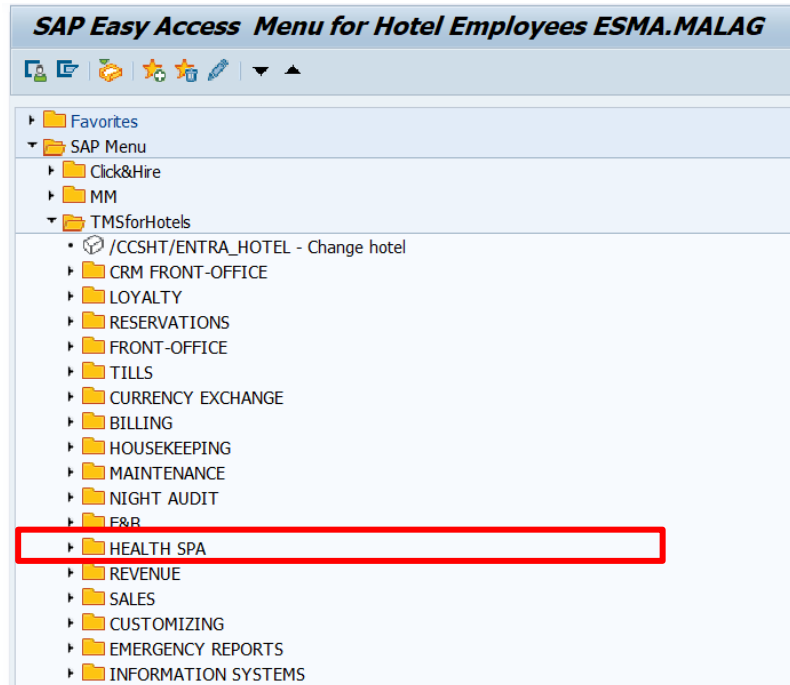 SAP Easy Access Menu for Hotel Employees ESMA.MALAG
Favorites
SAP Menu
Click&Hire
MM
TMSforHotels
/CCSHT/ENTRA_HOTEL - Change hotel
CRM FRONT-OFFICE
LOYALTY
RESERVATIONS
FRONT-OFFICE
TILLS
CURRENCY EXCHANGE
BILLING
HOUSEKEEPING
MAINTENANCE
NIGHT AUDIT
F&B
HEALTH SPA
REVENUE
SALES
CUSTOMIZING
EMERGENCY REPORTS
INFORMATION SYSTEMS